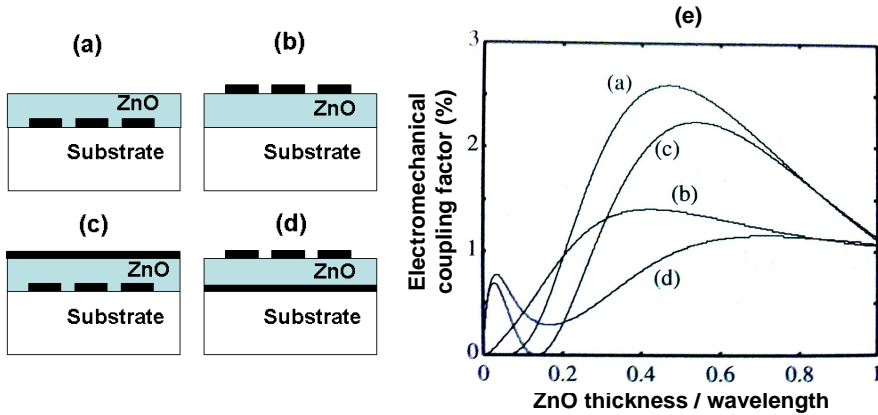 (a)
ZnO
Substrate
(b)
ZnO
Substrate
(c)
ZnO
Substrate
(d)
ZnO
Substrate
(e)
Electromechanical
coupling factor (%)
3
2
1
0
(a)
(c)
(b)
(d)
0 0.2 0.4 0.6 0.8 1
ZnO thickness / wavelength